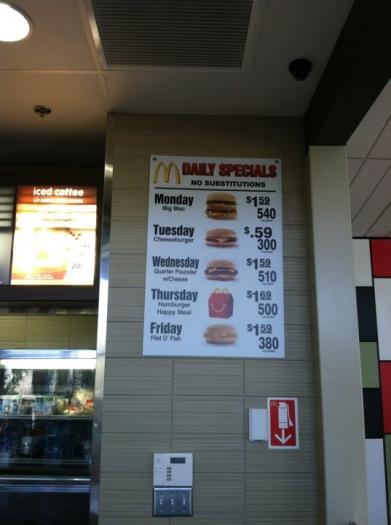 iced coffee
DAILY SPECIALS
NO SUBSTITUTIONS
Monday
Big Mac
$1.59
540
Tuesday
Cheeseburger
$.59
300
Wednesday
Quarter Pounder
w/Cheese
$1.59
510
Thursday
Hamburger
Happy Meal
$1.69
500
Friday
Filet O' Fish
$1.59
380